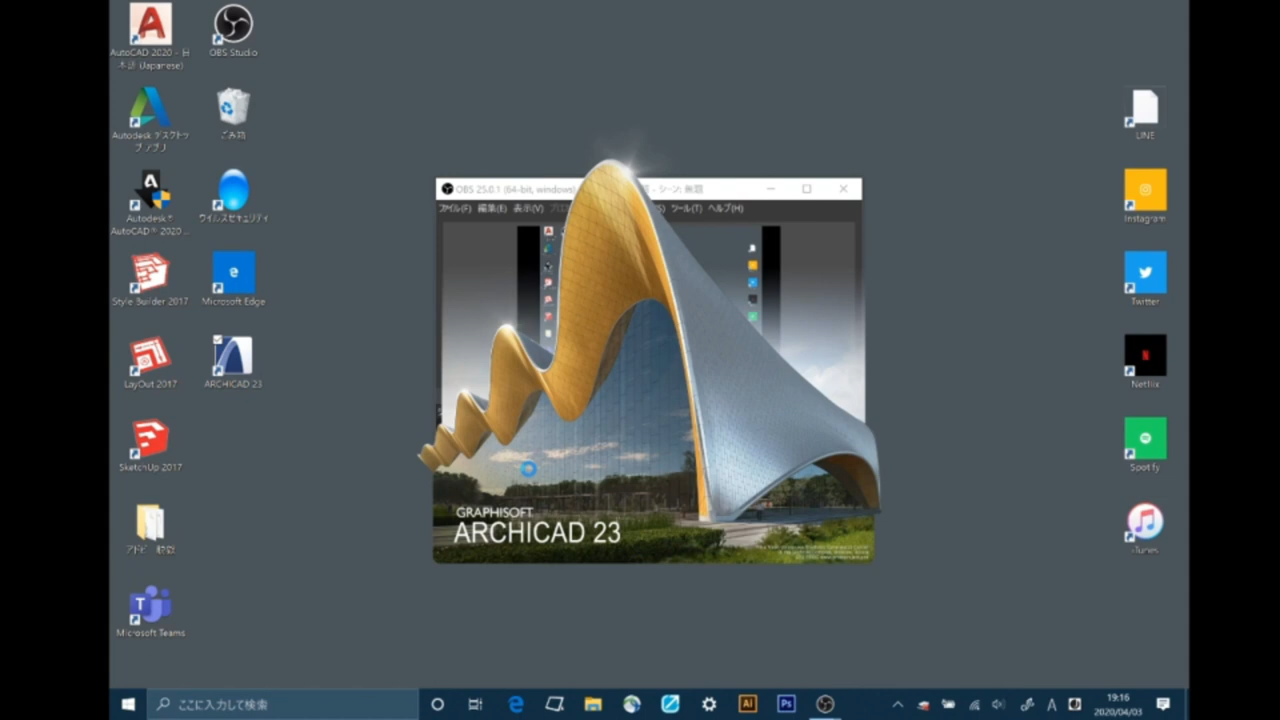 AutoCAD 2020 - 日
本語 (Japanese)
OBS Studio
Autodesk デスクトッ
プ アプリ
ごみ箱
Autodesk®
AutoCAD® 2020 ...
ウイルスセキュリティ
Style Builder 2017
Microsoft Edge
LayOut 2017
ARCHICAD 23
SketchUp 2017
アドビ
Microsoft Teams
OBS 25.0.1 (64-bit, windows)
- シーン: 無題
ファイル(F) 編集(E) 表示(V)
ツール(T) ヘルプ(H)
GRAPHISOFT
ARCHICAD 23
LINE
Instagram
Twitter
N
Netflix
Spotify
iTunes
ここに入力して検索
Ai
Ps
A
19:16
2020/04/03